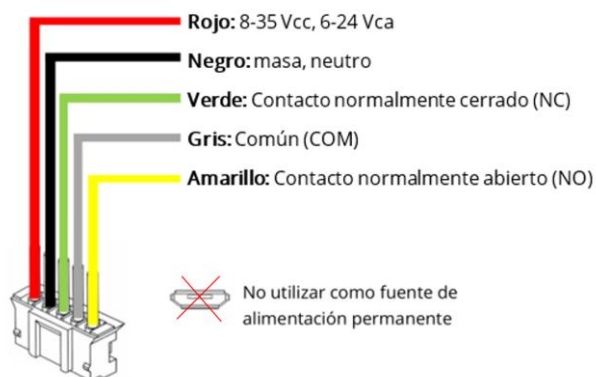 Rojo: 8-35 Vcc, 6-24 Vca
Negro: masa, neutro
Verde: Contacto normalmente cerrado (NC)
Gris: Común (COM)
Amarillo: Contacto normalmente abierto (NO)
No utilizar como fuente de
alimentación permanente